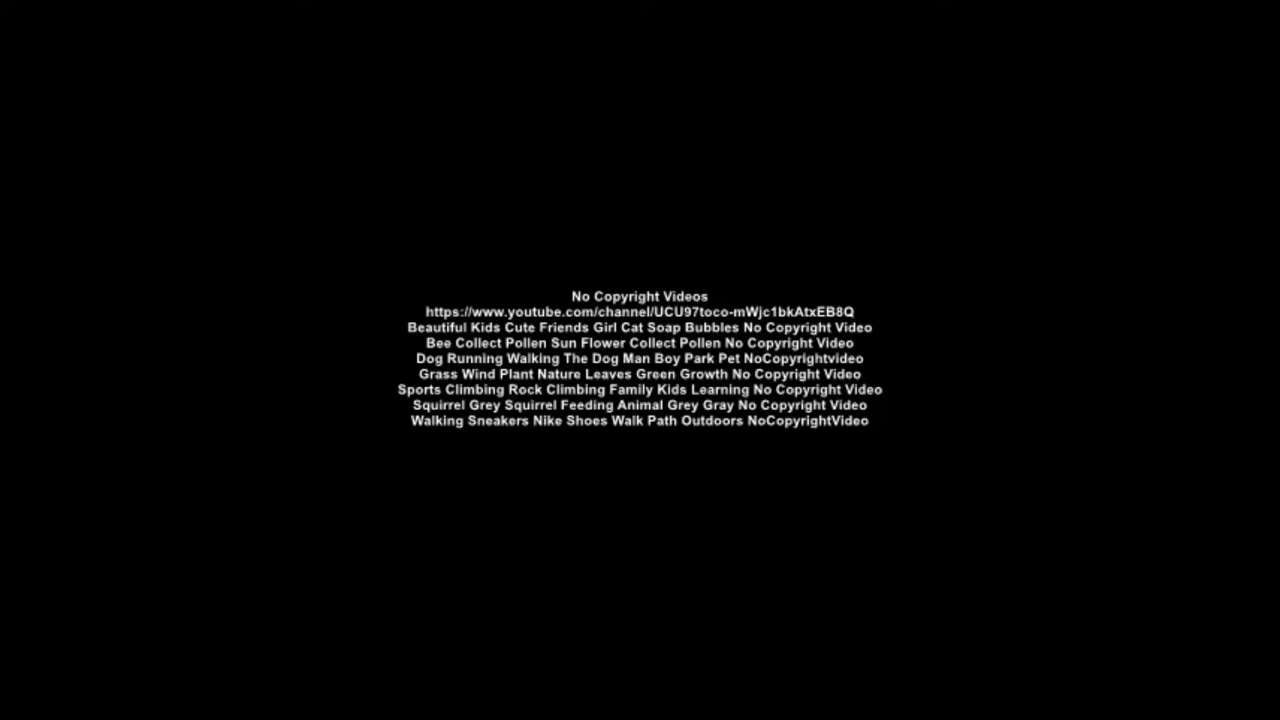 No Copyright Videos
https://www.youtube.com/channel/UCU97toco-mWjc1bkAtxEB8Q
Beautiful Kids Cute Friends Girl Cat Soap Bubbles No Copyright Video
Bee Collect Pollen Sun Flower Collect Pollen No Copyright Video
Dog Running Walking The Dog Man Boy Park Pet NoCopyrightvideo
Grass Wind Plant Nature Leaves Green Growth No Copyright Video
Sports Climbing Rock Climbing Family Kids Learning No Copyright Video
Squirrel Grey Squirrel Feeding Animal Grey Gray No Copyright Video
Walking Sneakers Nike Shoes Walk Path Outdoors NoCopyrightVideo